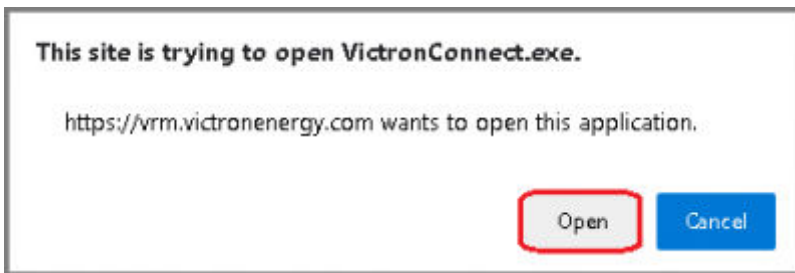 This site is trying to open VictronConnect.exe.
https://vrm.victronenergy.com wants to open this application.
Open Cancel